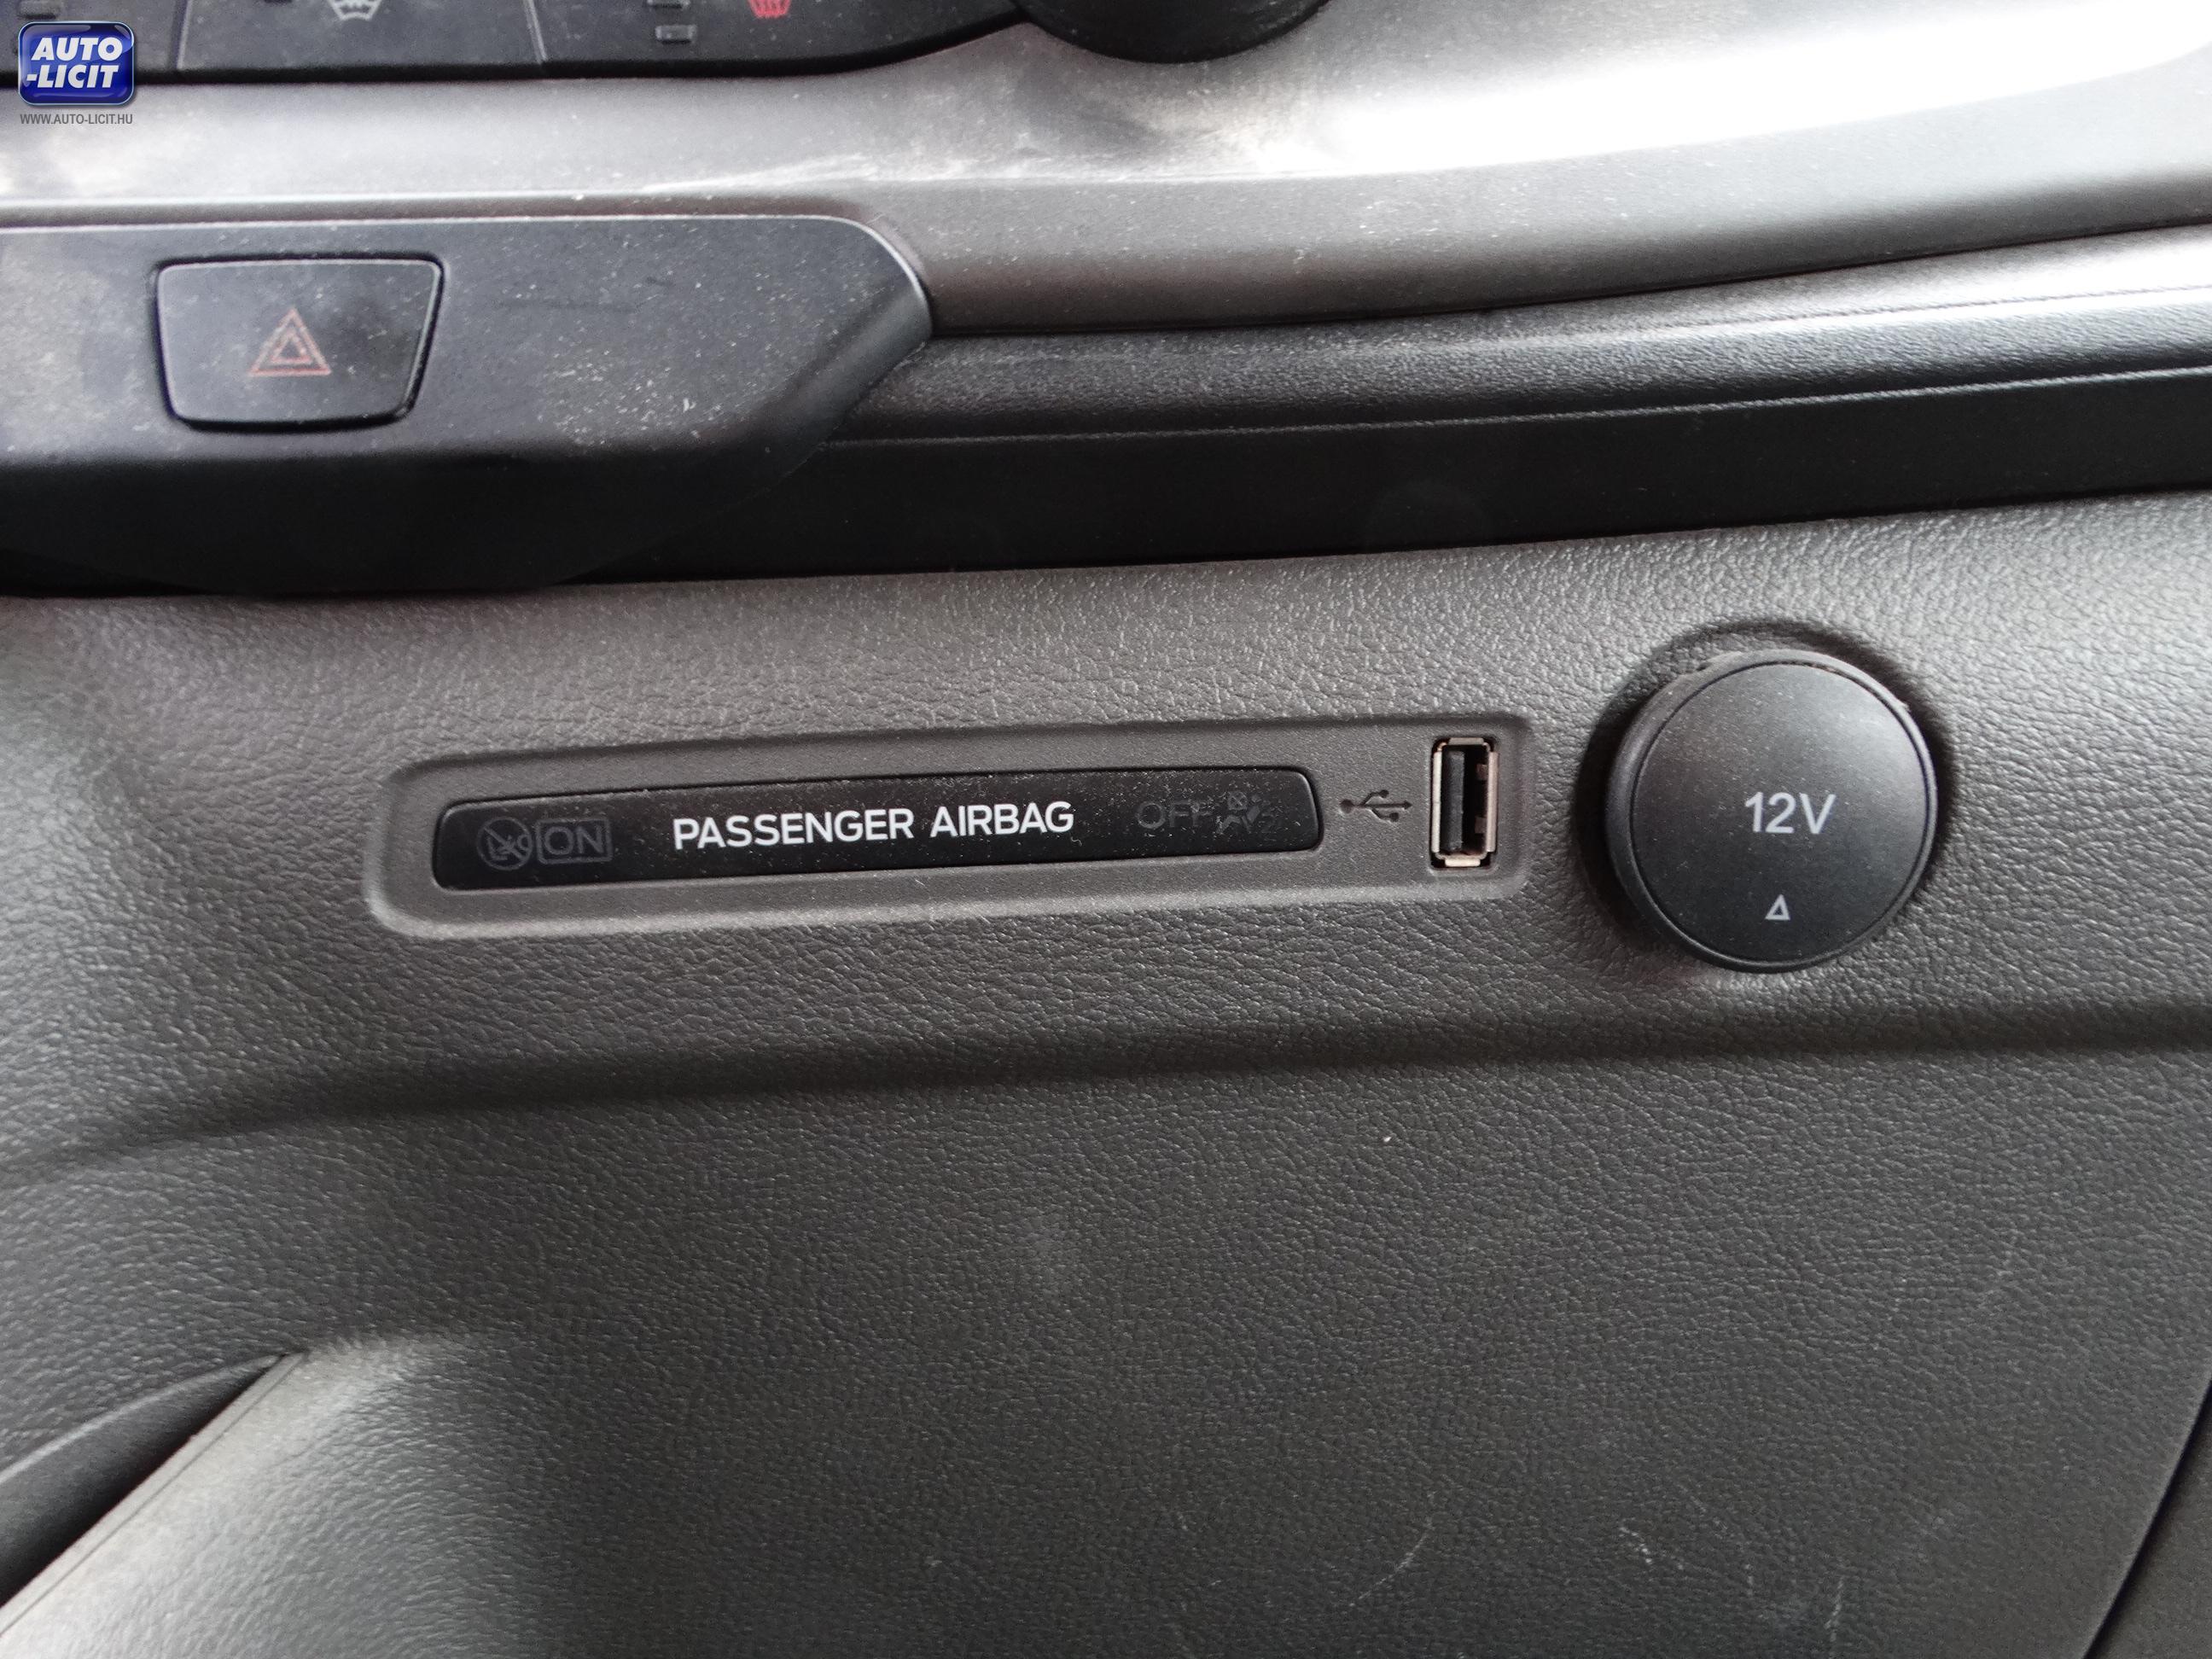 AUTO
-LICIT
WWW.AUTO-LICIT.HU
ON PASSENGER AIRBAG OFF
12V